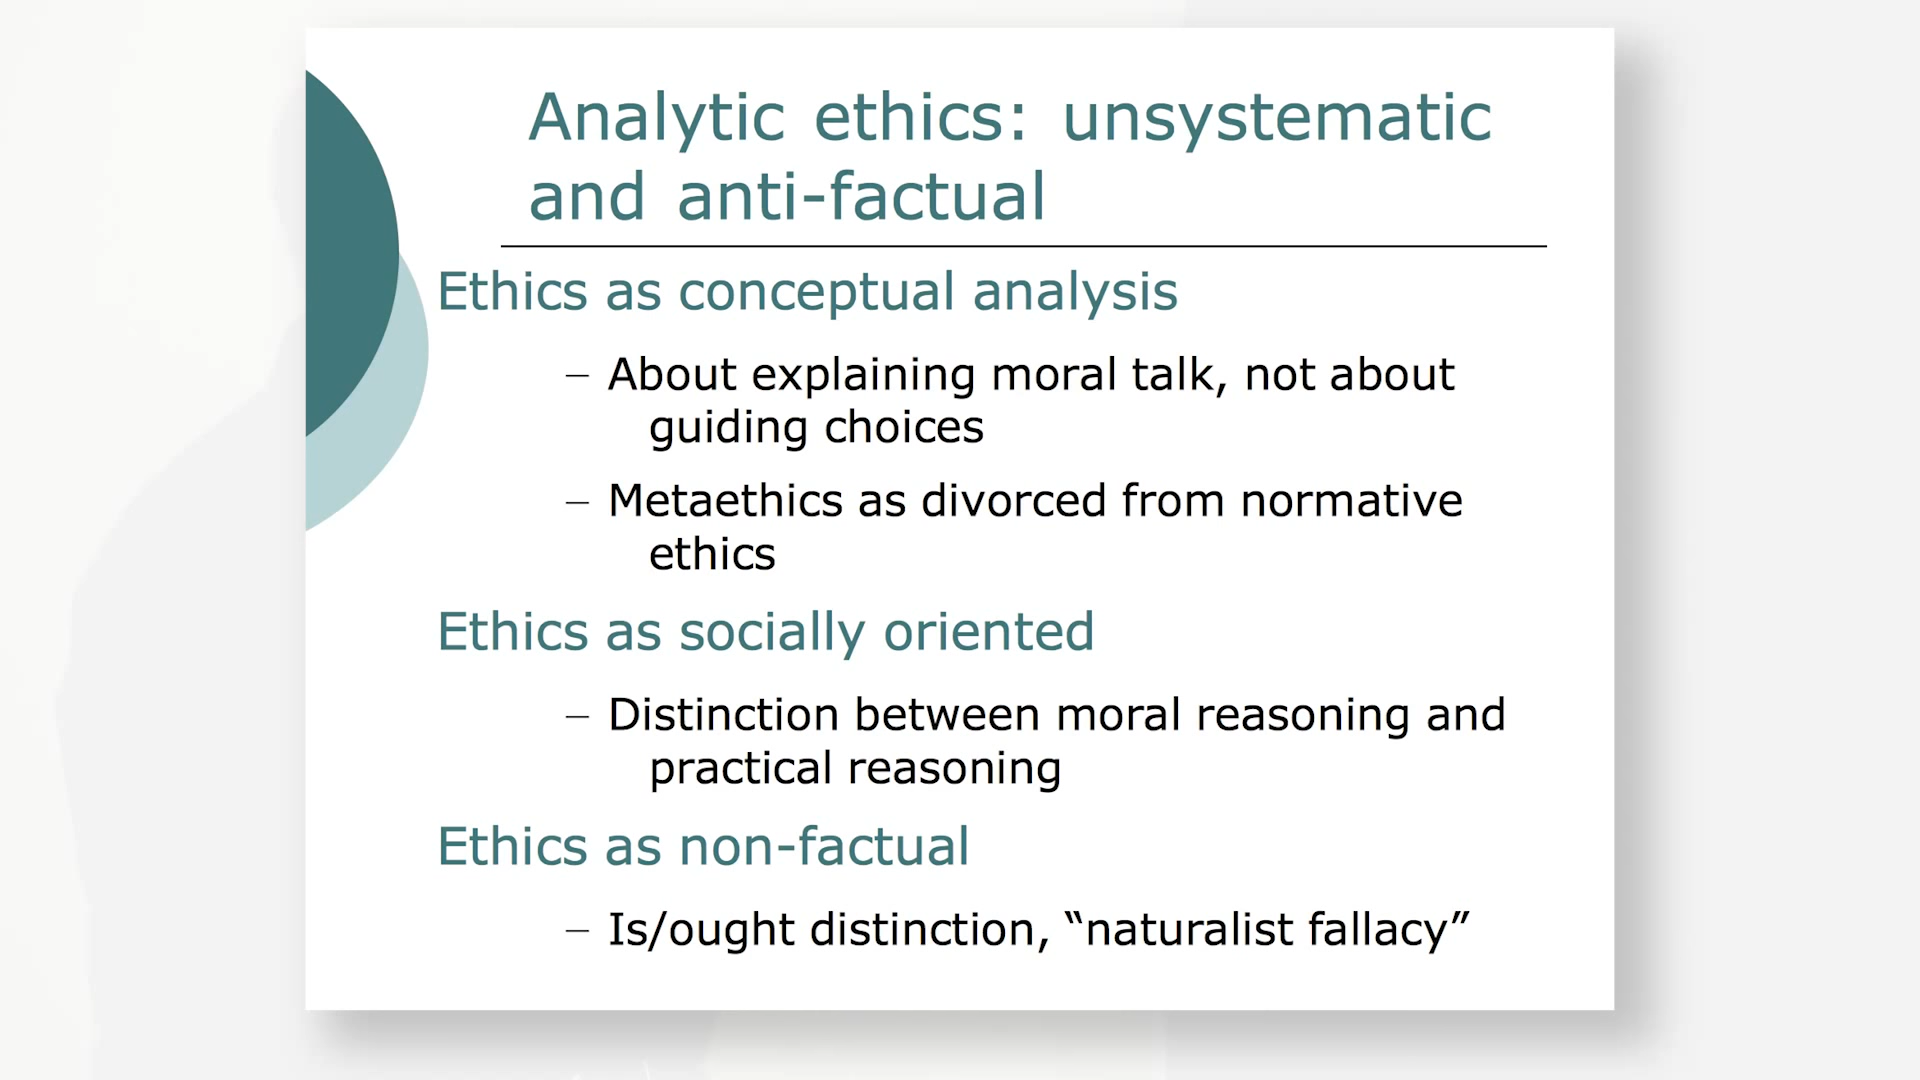 Analytic ethics: unsystematic
and anti-factual
Ethics as conceptual analysis
– About explaining moral talk, not about
guiding choices
– Metaethics as divorced from normative
ethics
Ethics as socially oriented
– Distinction between moral reasoning and
practical reasoning
Ethics as non-factual
– Is/ought distinction, “naturalist fallacy”